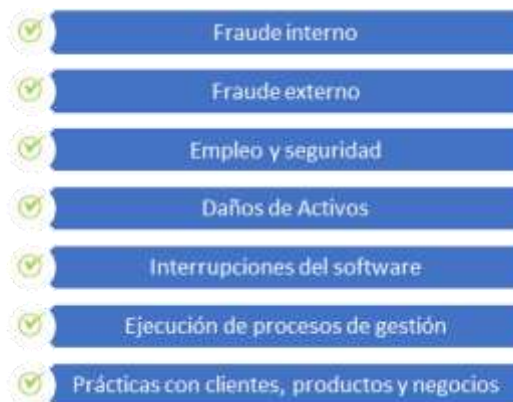 Fraude interno
Fraude externo
Empleo y seguridad
Daños de Activos
Interrupciones del software
Ejecución de procesos de gestión
Prácticas con clientes, productos y negocios